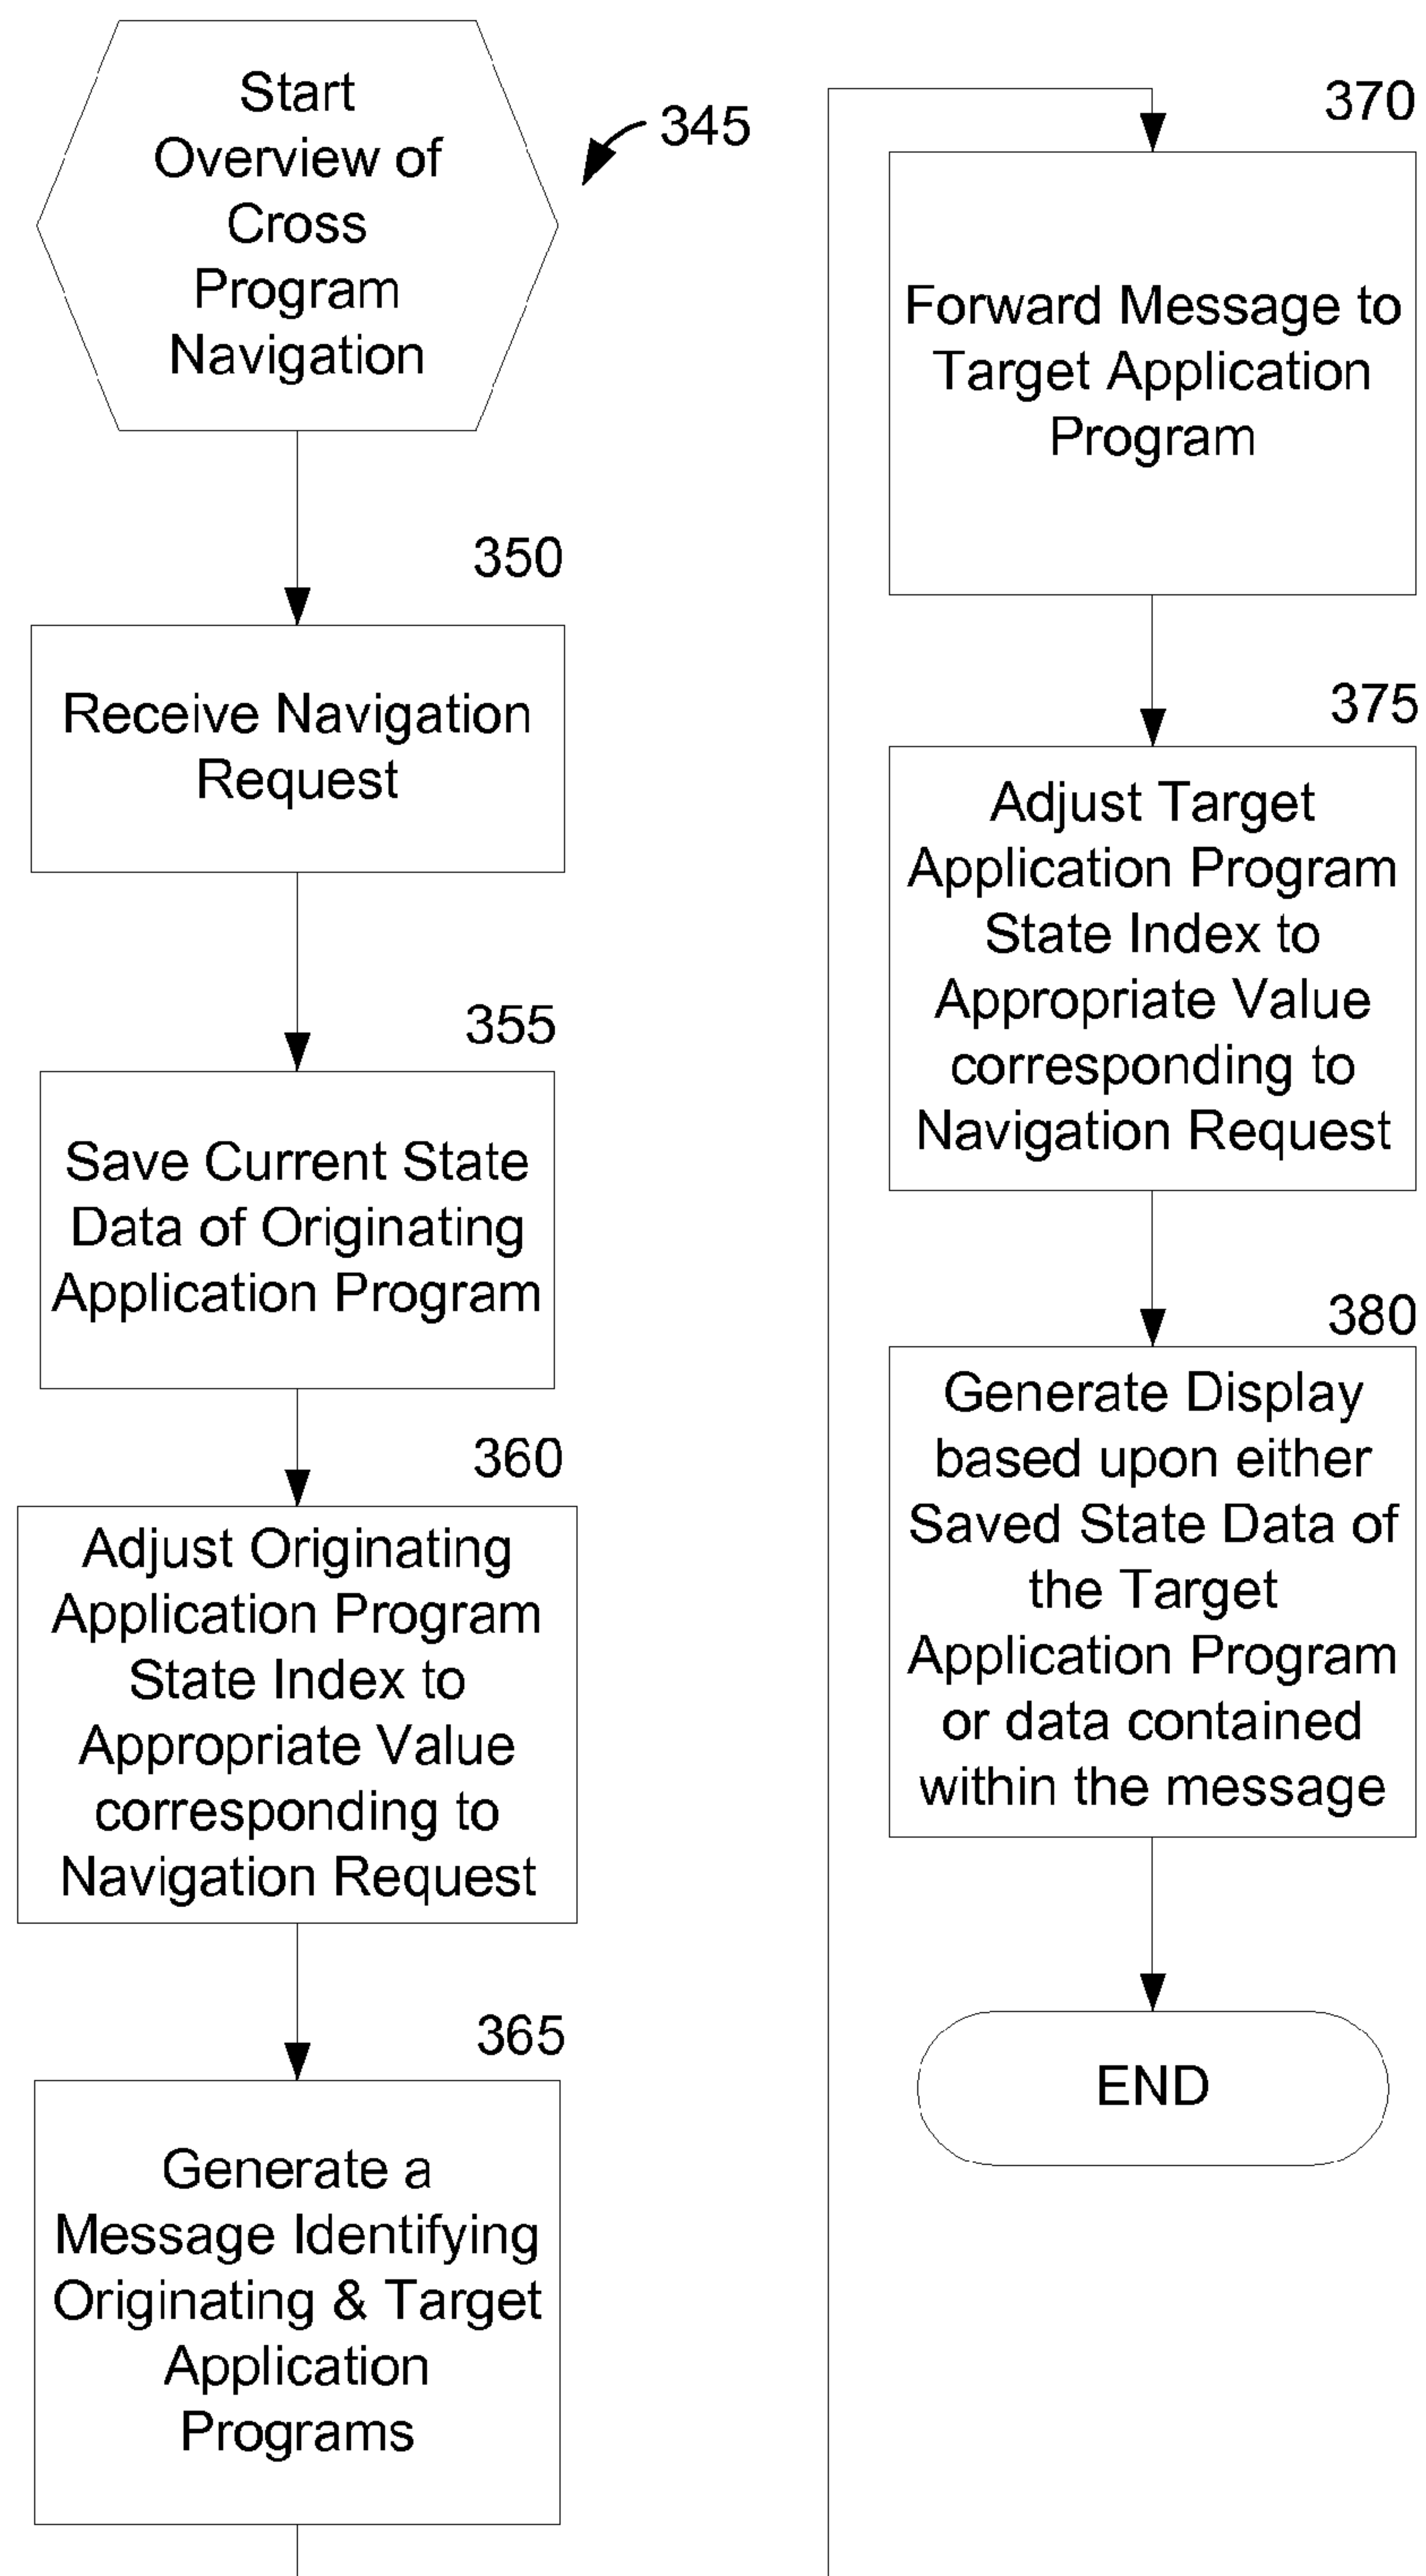 Start
Overview of
Cross
Program
Navigation
345
350
Receive Navigation
Request
355
Save Current State
Data of Originating
Application Program
360
Adjust Originating
Application Program
State Index to
Appropriate Value
corresponding to
Navigation Request
365
Generate a
Message Identifying
Originating & Target
Application
Programs
370
Forward Message to
Target Application
Program
375
Adjust Target
Application Program
State Index to
Appropriate Value
corresponding to
Navigation Request
380
Generate Display
based upon either
Saved State Data of
the Target
Application Program
or data contained
within the message
END